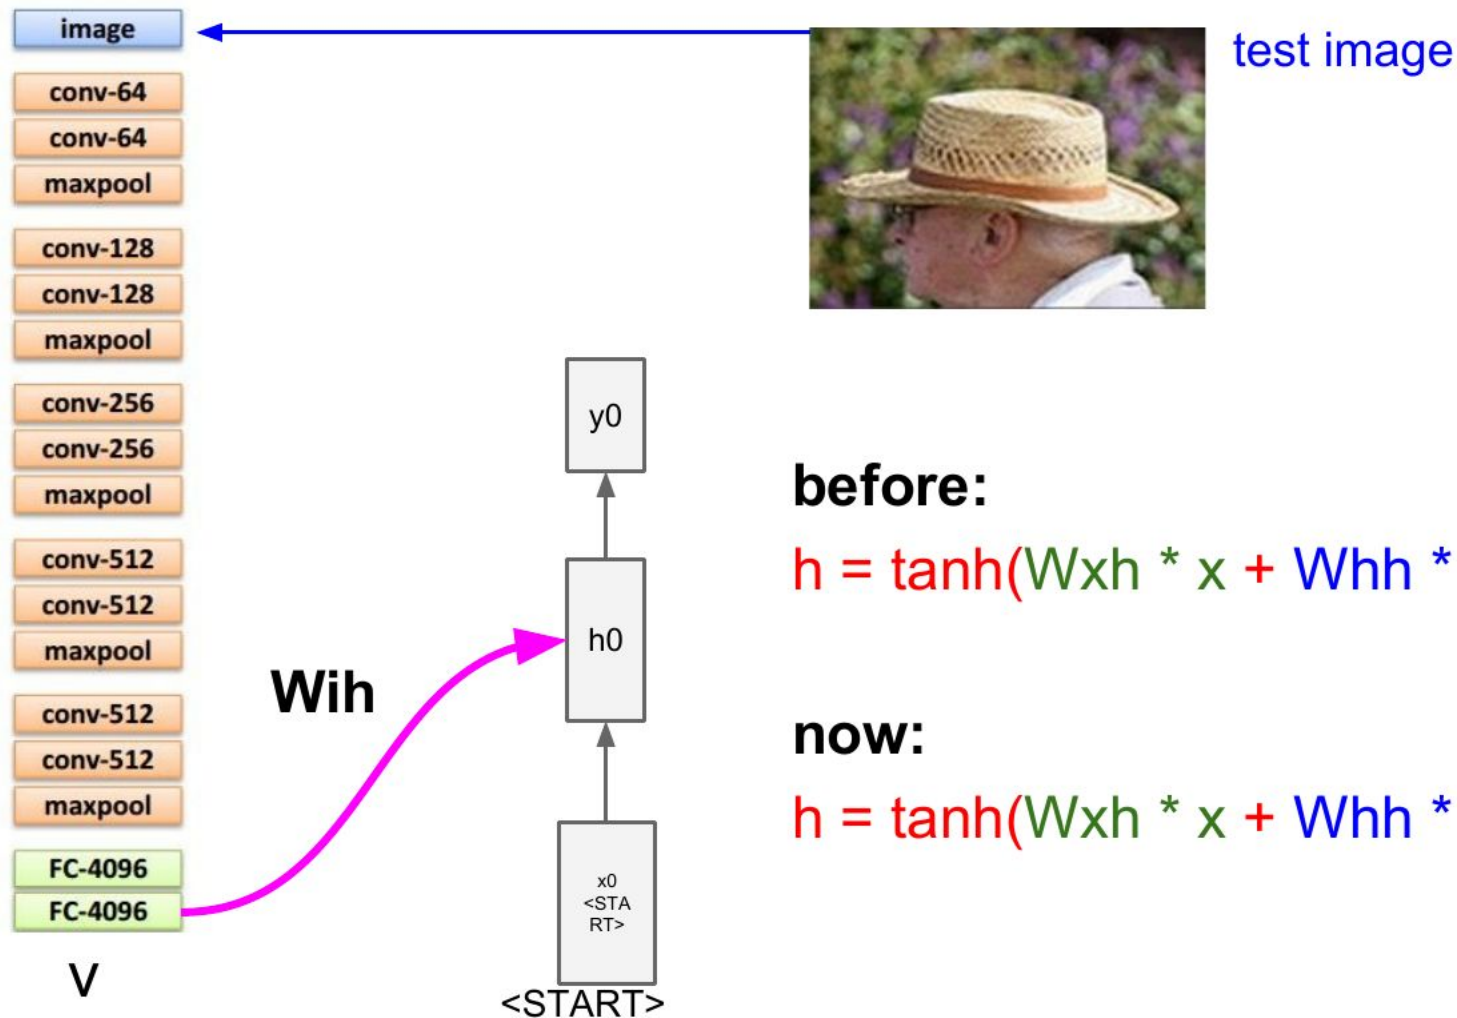 image
conv-64
conv-64
maxpool
conv-128
conv-128
maxpool
conv-256
conv-256
maxpool
conv-512
conv-512
maxpool
conv-512
conv-512
maxpool
FC-4096
FC-4096
v
Wih
y0
h0
x0
<STA
RT>
<START>
test image
before:
h = tanh(Wxh * x + Whh *
now:
h = tanh(Wxh * x + Whh *